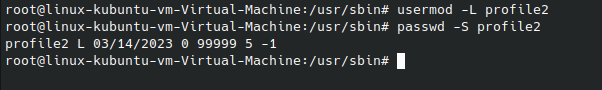 root@linux-kubuntu-vm-Virtual-Machine:/usr/sbin# usermod -L profile2
root@linux-kubuntu-vm-Virtual-Machine:/usr/sbin# passwd -S profile2
profile2 L 03/14/2023 0 99999 5 -1
root@linux-kubuntu-vm-Virtual-Machine:/usr/sbin#